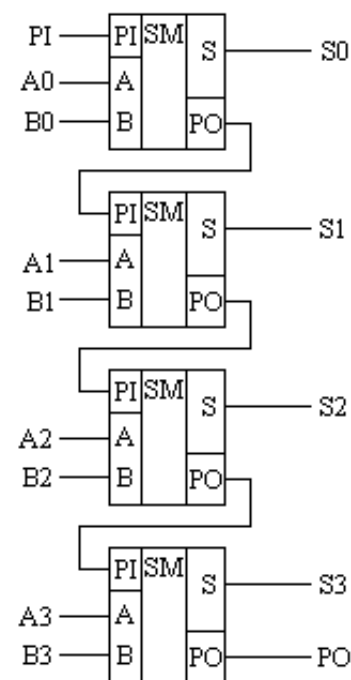 PI PI SM S S0
A0 A
B0 B PO
PI SM S S1
A1 A
B1 B PO
PI SM S S2
A2 A
B2 B PO
PI SM S S3
A3 A
B3 B PO PO